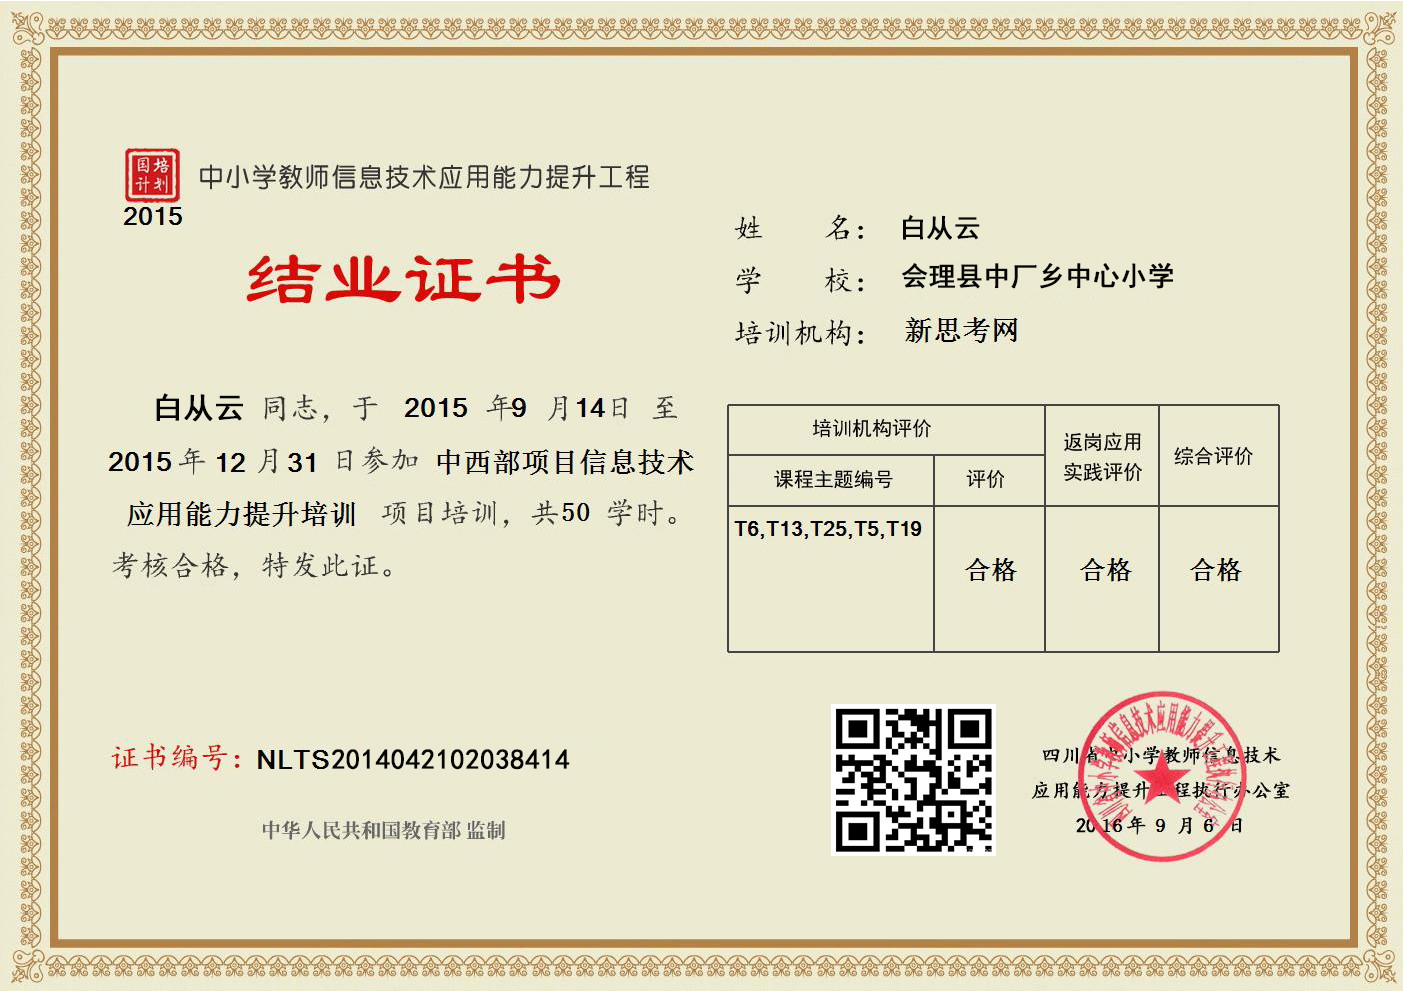 国培
计划
中小学教师信息技术应用能力提升工程
2015
结业证书
白从云 同志，于 2015 年9 月14日 至
2015年 12 月31 日参加 中西部项目信息技术
应用能力提升培训 项目培训，共50 学时。
考核合格，特发此证。
证书编号：NLTS2014042102038414
中华人民共和国教育部 监制
姓 名： 白从云
学 校： 会理县中厂乡中心小学
培训机构： 新思考网
培训机构评价
返岗应用
实践评价
综合评价
课程主题编号 评价
T6,T13,T25,T5,T19
合格 合格 合格
四川省中小学教师信息技术
应用能力提升工程执行办公室
2016年 9 月 6 日